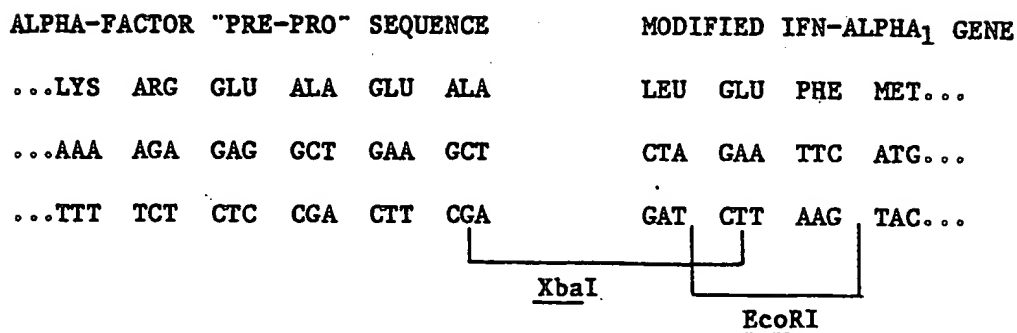 ALPHA-FACTOR "PRE-PRO" SEQUENCE MODIFIED IFN-ALPHA1 GENE
...LYS ARG GLU ALA GLU ALA LEU GLU PHE MET...
...AAA AGA GAG GCT GAA GCT CTA GAA TTC ATG...
...TTT TCT CTC CGA CTT CGA GAT CTT AAG TAC...
XbaI
EcoRI